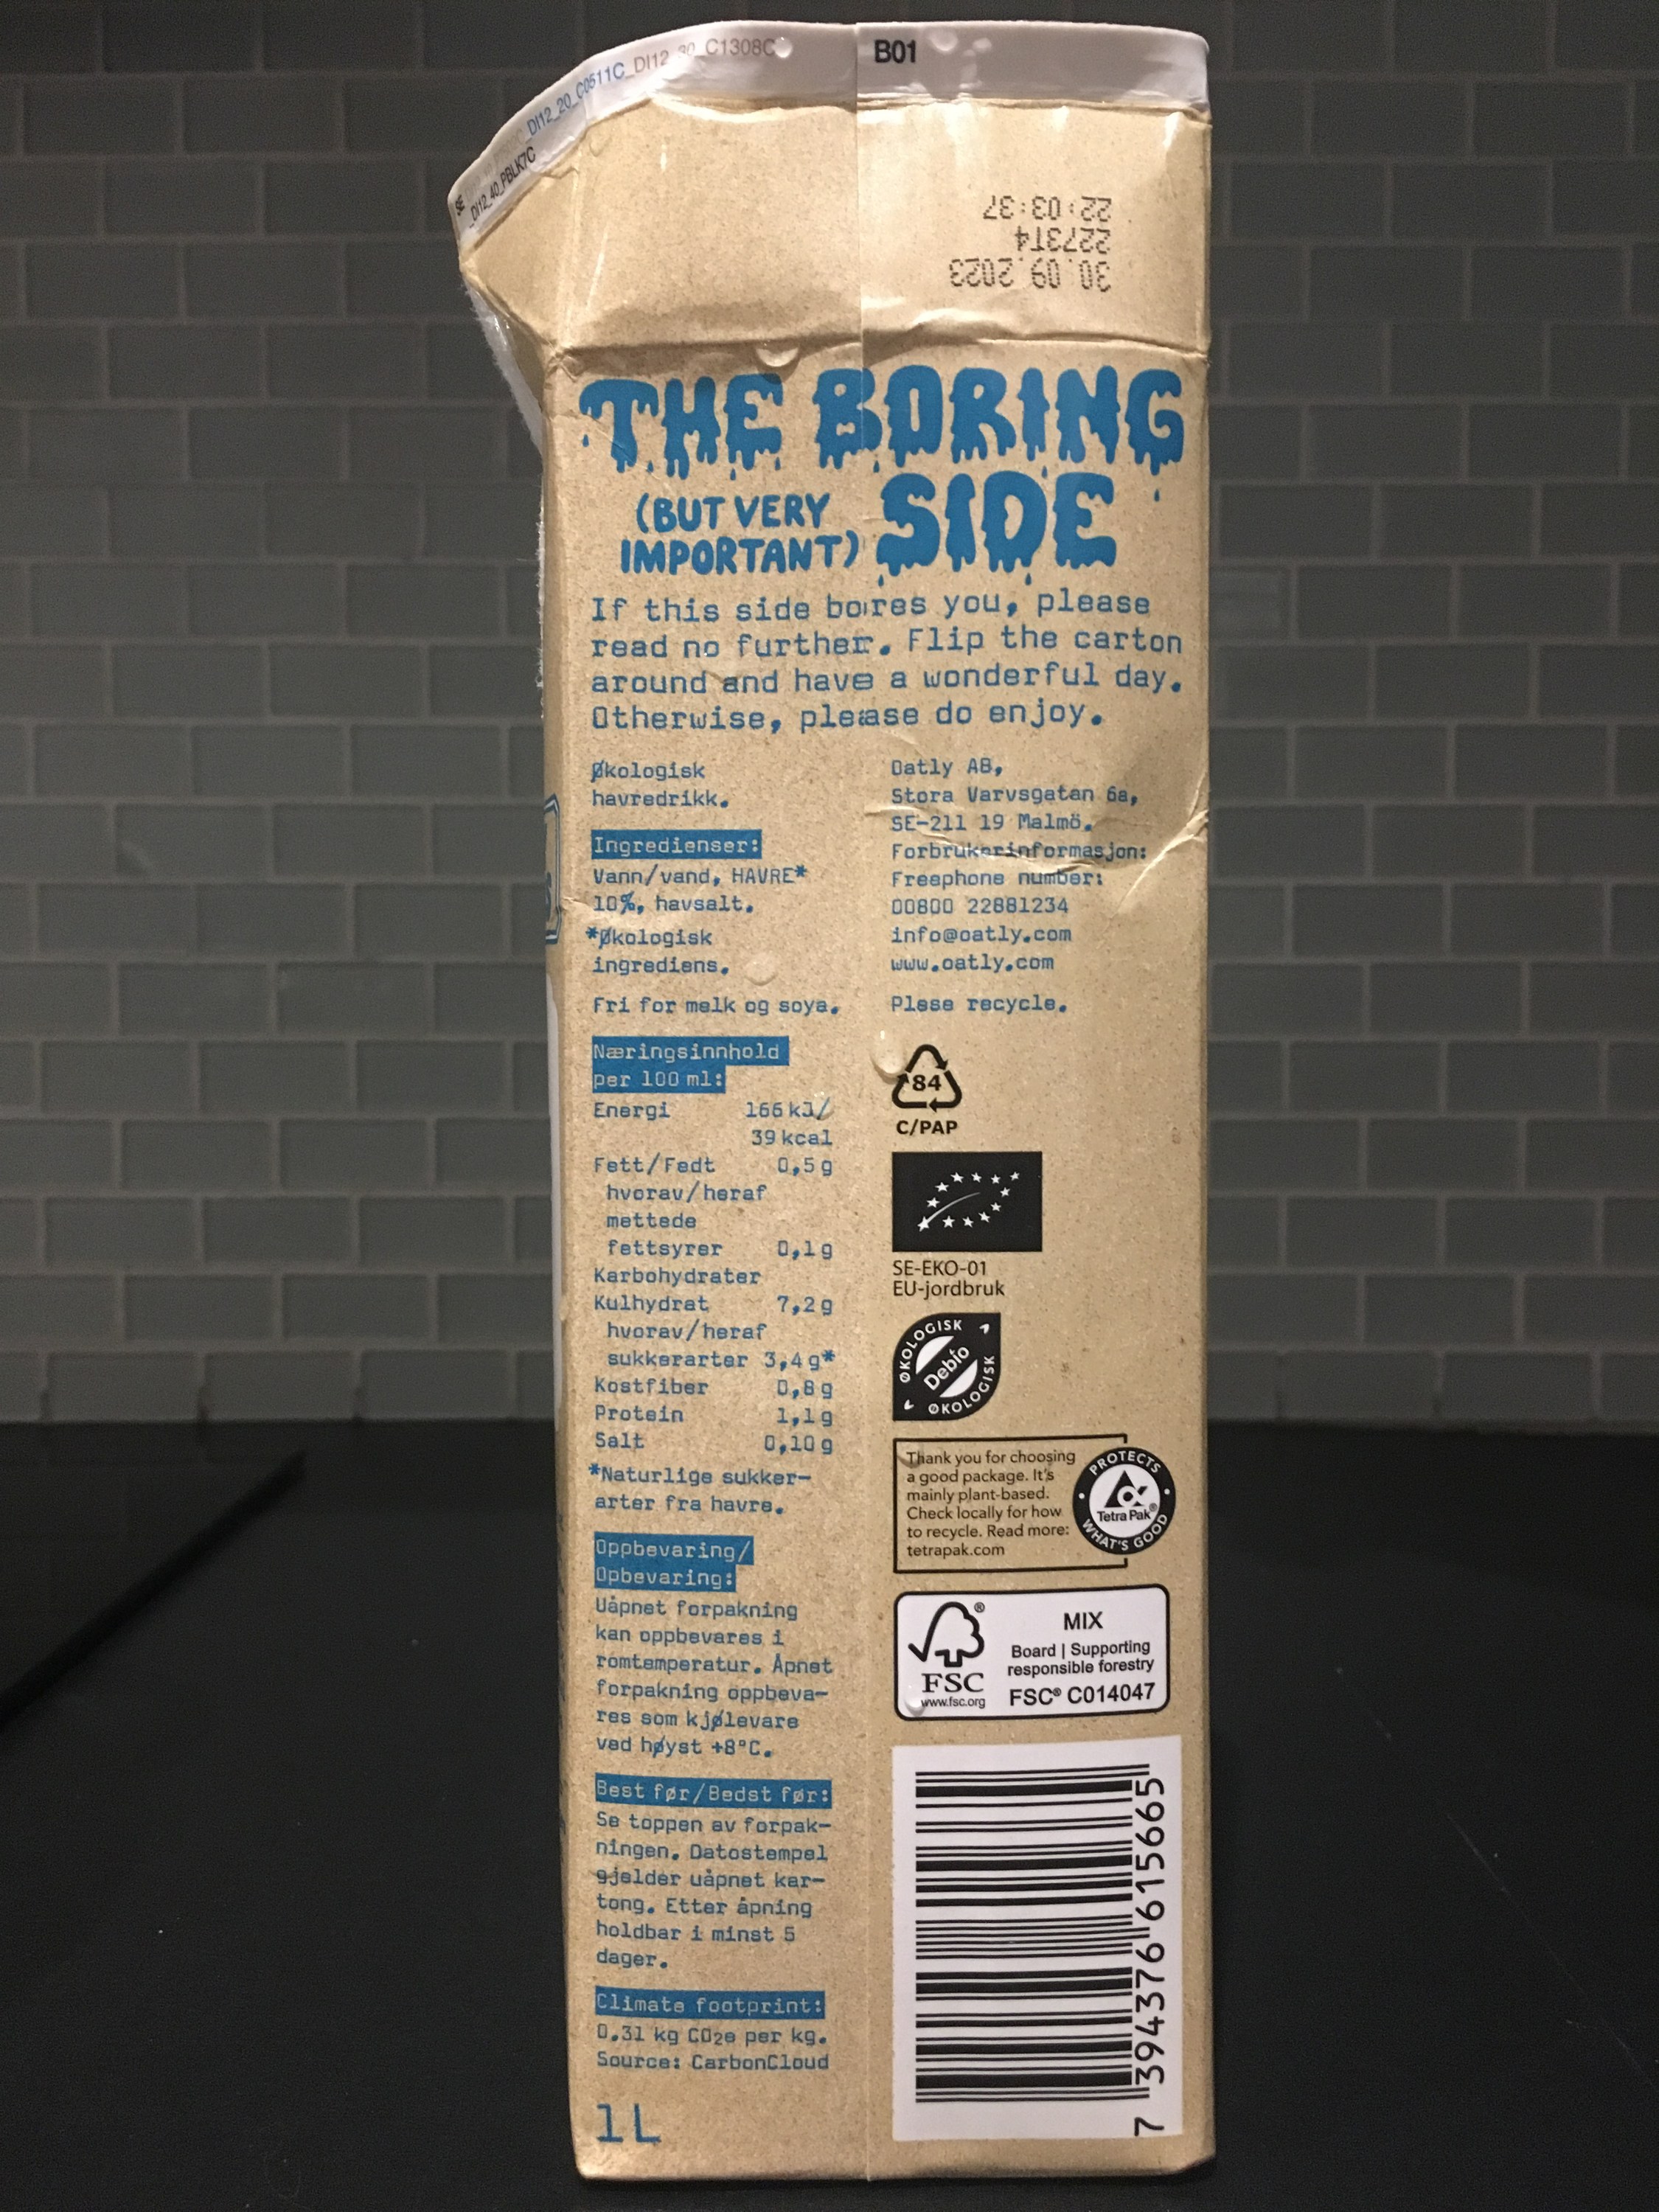 SE
DI12_40_PBLK7C
DI12_20_C0511C_DI12_30_C1308C
B01
22:03:37
2273T4
30.09.2023
THE BORING
(BUT VERY
IMPORTANT) SIDE
If this side bores you, please
read no further. Flip the carton
around and have a wonderful day.
Otherwise, please do enjoy.
Økologisk
havredrikk.
Ingredienser:
Vann/vand, HAVRE*
10%, havsalt.
*Økologisk
ingrediens.
Fri for melk og soya.
Næringsinnhold
per 100 ml:
Energi 166 kJ/
39 kcal
Fett/Fedt 0,5 g
hvorav/heraf
mettede
fettsyrer 0,1 g
Karbohydrater
Kulhydrat 7,2 g
hvorav/heraf
sukkerarter 3,4 g*
Kostfiber 0,8 g
Protein 1,1 g
Salt 0,10 g
*Naturlige sukker-
arter fra havre.
Oppbevaring/
Opbevaring:
Uåpnet forpakning
kan oppbevares i
romtemperatur. Åpnet
forpakning oppbeva-
res som kjølevare
ved høyst +8°C.
Best før/Bedst før:
Se toppen av forpak-
ningen. Datostempel
gjelder uåpnet kar-
tong. Etter åpning
holdbar i minst 5
dager.
Climate footprint:
0.31 kg CO2e per kg.
Source: CarbonCloud
1L
Oatly AB,
Stora Varvsgatan 6a,
SE-211 19 Malmö.
Forbrukerinformasjon:
Freephone number:
00800 22881234
info@oatly.com
www.oatly.com
Plese recycle.
84
C/PAP
SE-EKO-01
EU-jordbruk
ØKOLOGISK
Debio
ØKOLOGISK
Thank you for choosing
a good package. It's
mainly plant-based.
Check locally for how
to recycle. Read more:
tetrapak.com
PROTECTS
Tetra Pak®
WHAT'S GOOD
®
FSC
www.fsc.org
MIX
Board | Supporting
responsible forestry
FSC® C014047
7 394376 615665